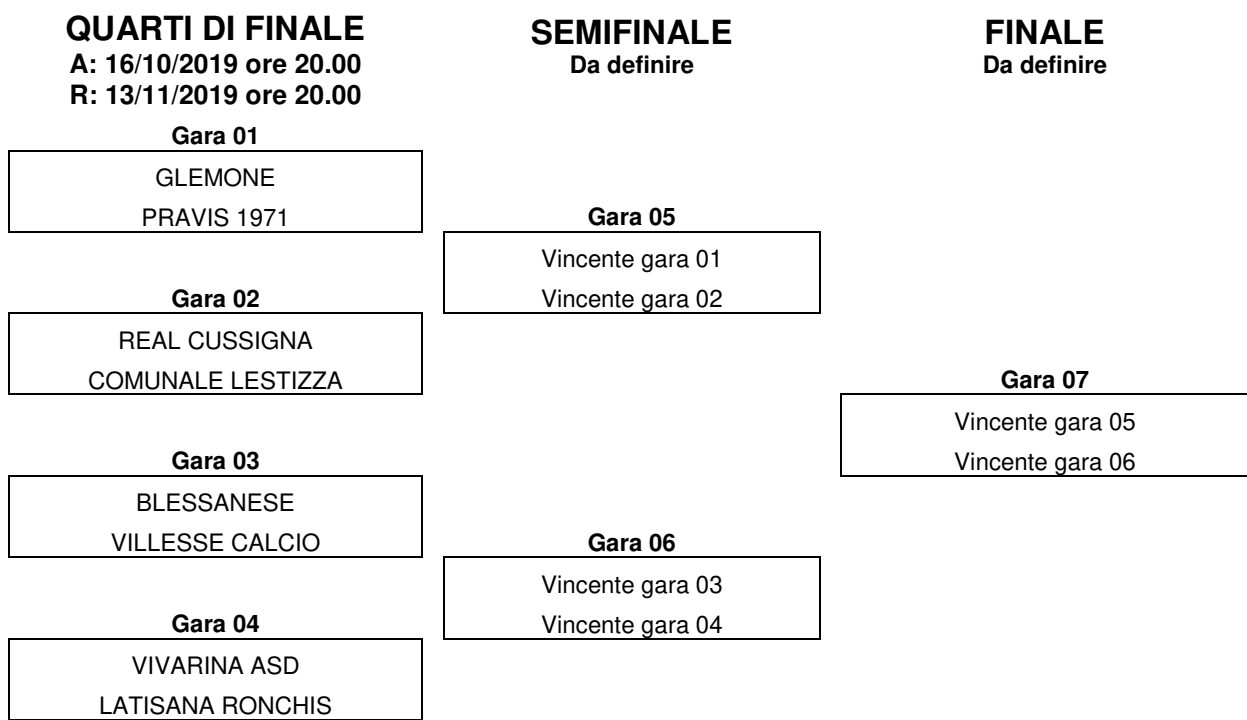 QUARTI DI FINALE
A: 16/10/2019 ore 20.00
R: 13/11/2019 ore 20.00
Gara 01
GLEMONE
PRAVIS 1971
Gara 02
REAL CUSSIGNA
COMUNALE LESTIZZA
Gara 03
BLESSANESE
VILLESSE CALCIO
Gara 04
VIVARINA ASD
LATISANA RONCHIS
SEMIFINALE
Da definire
Gara 05
Vincente gara 01
Vincente gara 02
Gara 06
Vincente gara 03
Vincente gara 04
FINALE
Da definire
Gara 07
Vincente gara 05
Vincente gara 06